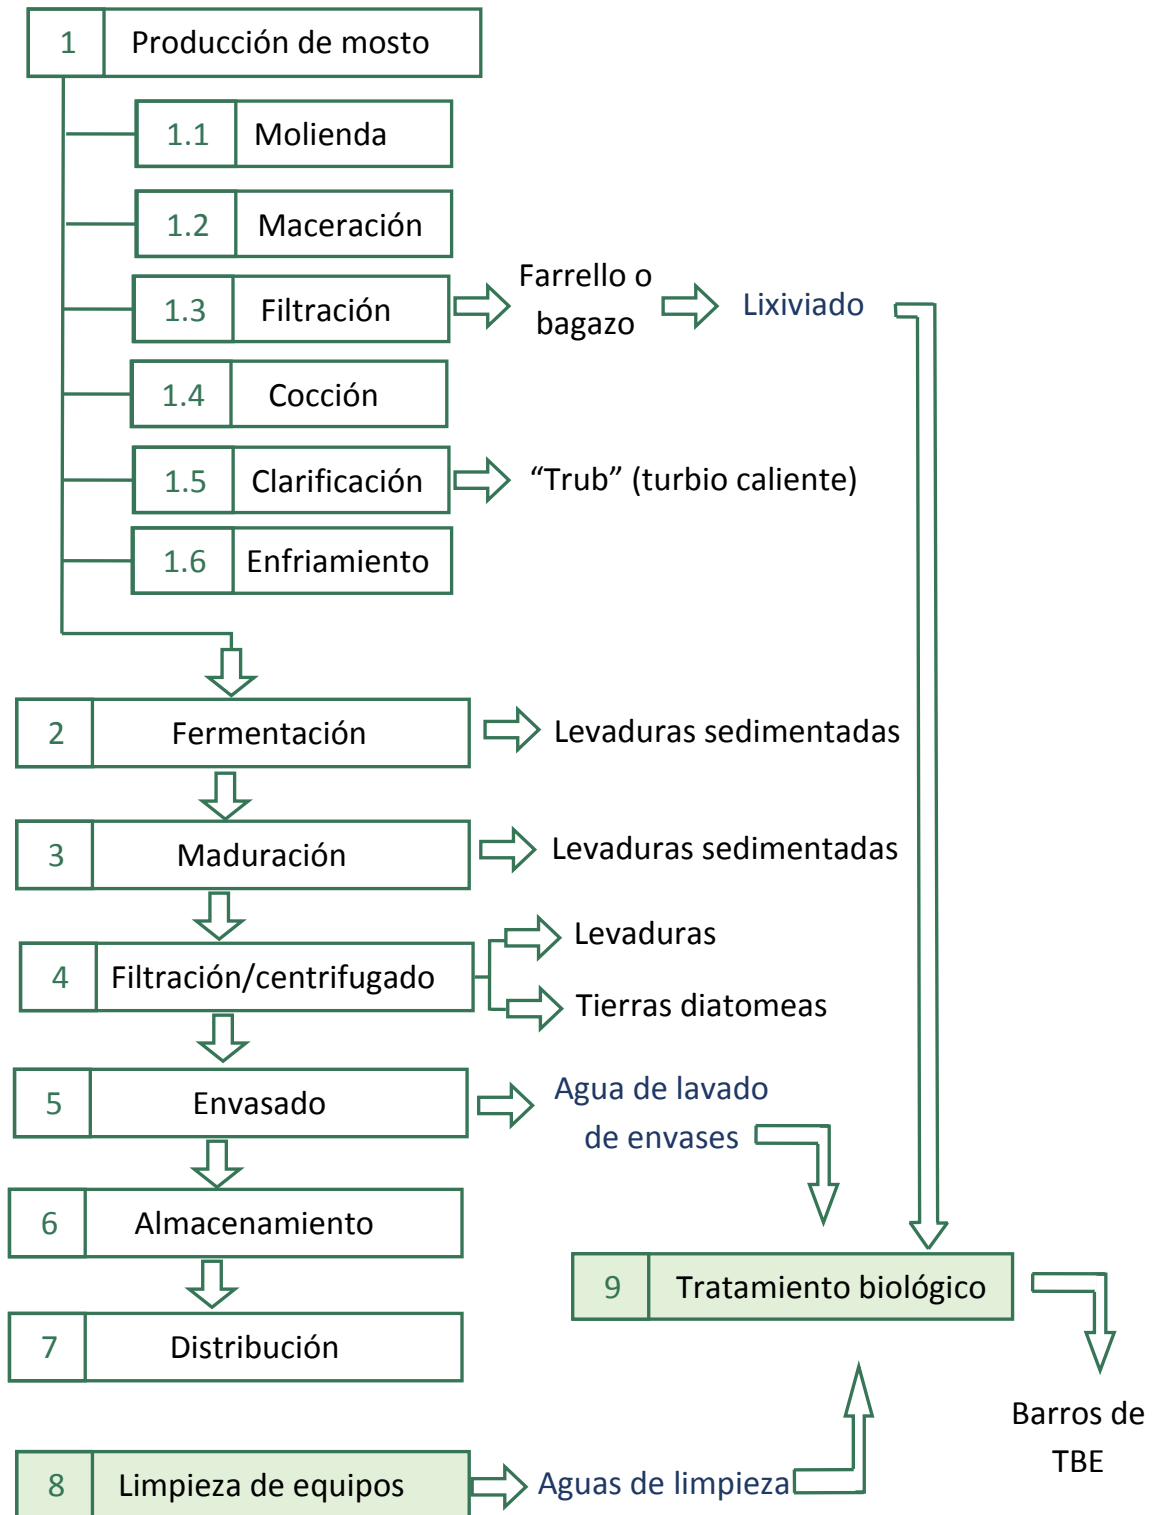 1 Producción de mosto
1.1 Molienda
1.2 Maceración
1.3 Filtración
Farrello o
bagazo
Lixiviado
1.4 Cocción
1.5 Clarificación
“Trub” (turbio caliente)
1.6 Enfriamiento
2 Fermentación
Levaduras sedimentadas
3 Maduración
Levaduras sedimentadas
4 Filtración/centrifugado
Levaduras
Tierras diatomeas
5 Envasado
Agua de lavado
de envases
6 Almacenamiento
9 Tratamiento biológico
7 Distribución
Barros de
TBE
8 Limpieza de equipos
Aguas de limpieza